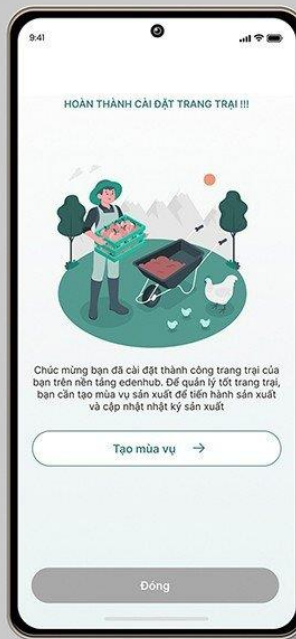 9:41
HOÀN THÀNH CÀI ĐẶT TRANG TRẠI !!!
Chúc mừng bạn đã cài đặt thành công trang trại của
bạn trên nền tảng edenhub. Để quản lý tốt trang trại,
bạn cần tạo mùa vụ sản xuất để tiến hành sản xuất
và cập nhật nhật ký sản xuất
Tạo mùa vụ →
Đóng